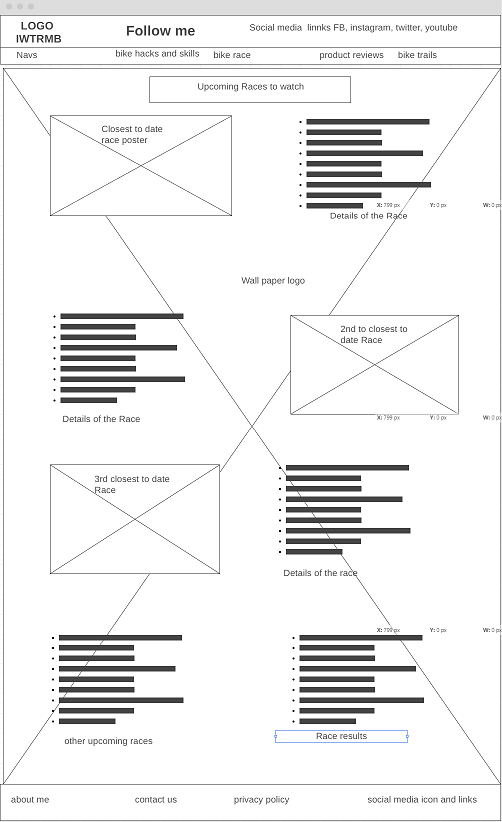 LOGO
IWTRMB
Follow me
Social media linnks FB, instagram, twitter, youtube
Navs
bike hacks and skills
bike race
product reviews
bike trails
Upcoming Races to watch
Closest to date
race poster
X: 799 px Y: 0 px W: 0 px
Details of the Race
Wall paper logo
2nd to closest to
date Race
Details of the Race
X: 799 px Y: 0 px W: 0 px
3rd closest to date
Race
Details of the race
X: 799 px Y: 0 px W: 0 px
other upcoming races
Race results
about me
contact us
privacy policy
social media icon and links